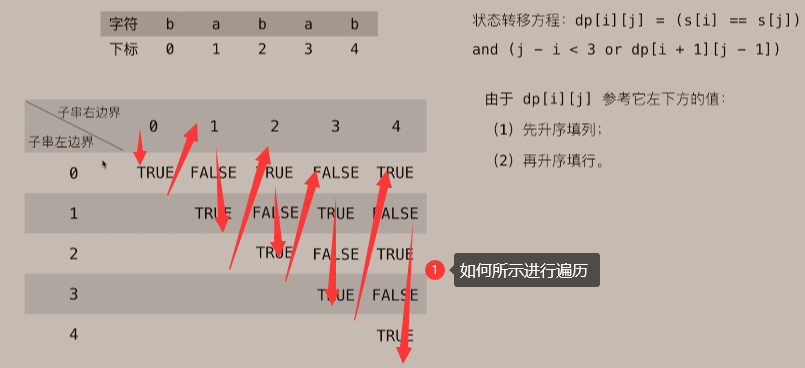 字符 b a b a b
下标 0 1 2 3 4
状态转移方程：dp[i][j] = (s[i] == s[j])
and (j - i < 3 or dp[i + 1][j - 1])
由于 dp[i][j] 参考它左下方的值：
（1）先升序填列；
（2）再升序填行。
子串右边界
子串左边界
0 1 2 3 4
0 TRUE FALSE TRUE FALSE TRUE
1 TRUE FALSE TRUE FALSE
2 TRUE FALSE TRUE
3 TRUE FALSE
4 TRUE
1 如何所示进行遍历